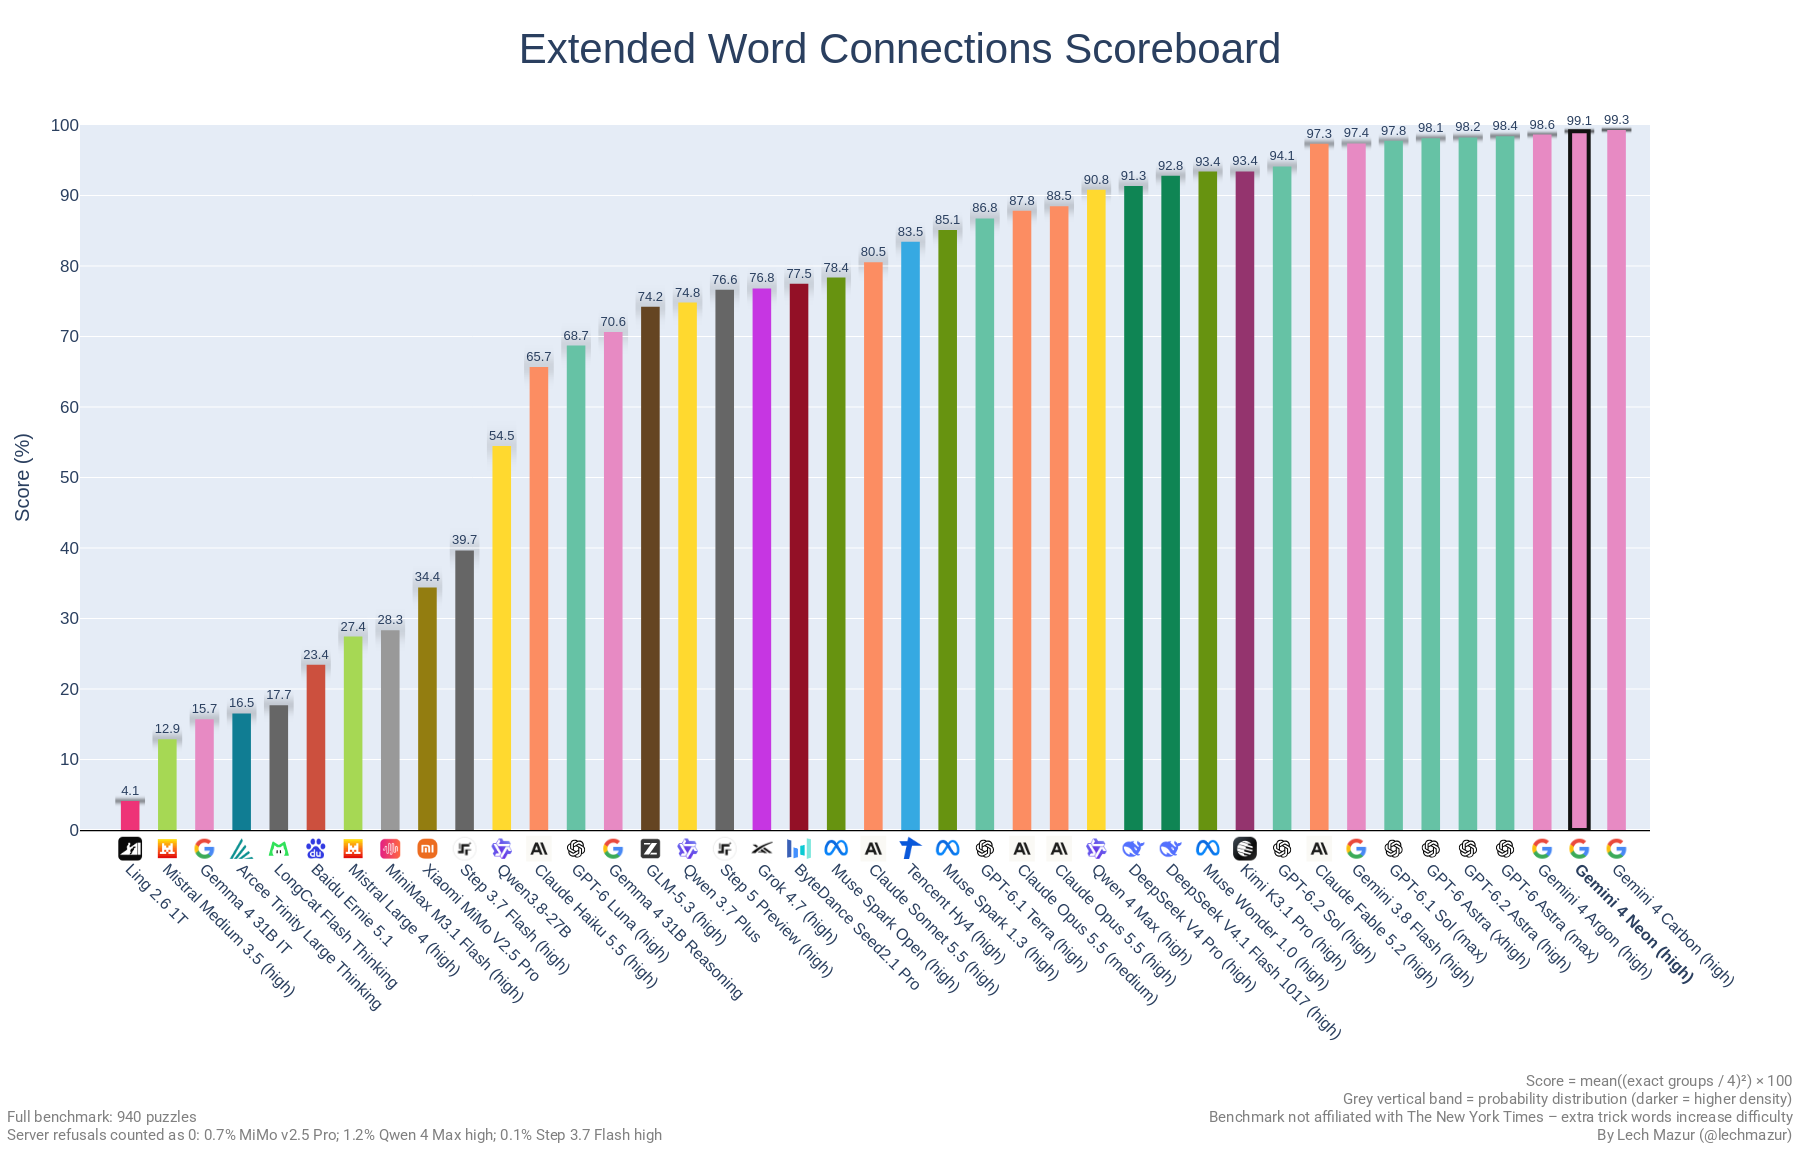 Extended Word Connections Scoreboard
Score (%)
100
90
80
70
60
50
40
30
20
10
0
4.1
12.9
15.7
16.5
17.7
23.4
27.4
28.3
34.4
39.7
54.5
65.7
68.7
70.6
74.2
74.8
76.6
76.8
77.5
78.4
80.5
83.5
85.1
86.8
87.8
88.5
90.8
91.3
92.8
93.4
93.4
94.1
97.3
97.4
97.8
98.1
98.2
98.4
98.6
99.1
99.3
Ling 2.6 1T
Mistral Medium 3.5 (high)
Gemma 4 31B IT
Arcee Trinity Large Thinking
LongCat Flash Thinking
Baidu Ernie 5.1
Mistral Large 4 (high)
MiniMax M3.1 Flash (high)
Xiaomi MiMo V2.5 Pro
Step 3.7 Flash (high)
Qwen3.8-27B
Claude Haiku 5.5 (high)
GPT-6 Luna (high)
Gemma 4 31B Reasoning
GLM-5.3 (high)
Qwen 3.7 Plus
Step 5 Preview (high)
Grok 4.7 (high)
ByteDance Seed2.1 Pro
Muse Spark Open (high)
Claude Sonnet 5.5 (high)
Tencent Hy4 (high)
Muse Spark 1.3 (high)
GPT-6.1 Terra (high)
Claude Opus 5.5 (medium)
Claude Opus 5.5 (high)
Qwen 4 Max (high)
DeepSeek V4 Pro (high)
DeepSeek V4.1 Flash 1017 (high)
Muse Wonder 1.0 (high)
Kimi K3.1 Pro (high)
GPT-6.2 Sol (high)
Claude Fable 5.2 (high)
Gemini 3.8 Flash (high)
GPT-6.1 Sol (max)
GPT-6 Astra (xhigh)
GPT-6.2 Astra (high)
GPT-6 Astra (max)
Gemini 4 Argon (high)
Gemini 4 Neon (high)
Gemini 4 Carbon (high)
Full benchmark: 940 puzzles
Server refusals counted as 0: 0.7% MiMo v2.5 Pro; 1.2% Qwen 4 Max high; 0.1% Step 3.7 Flash high
Score = mean((exact groups / 4)²) × 100
Grey vertical band = probability distribution (darker = higher density)
Benchmark not affiliated with The New York Times – extra trick words increase difficulty
By Lech Mazur (@lechmazur)